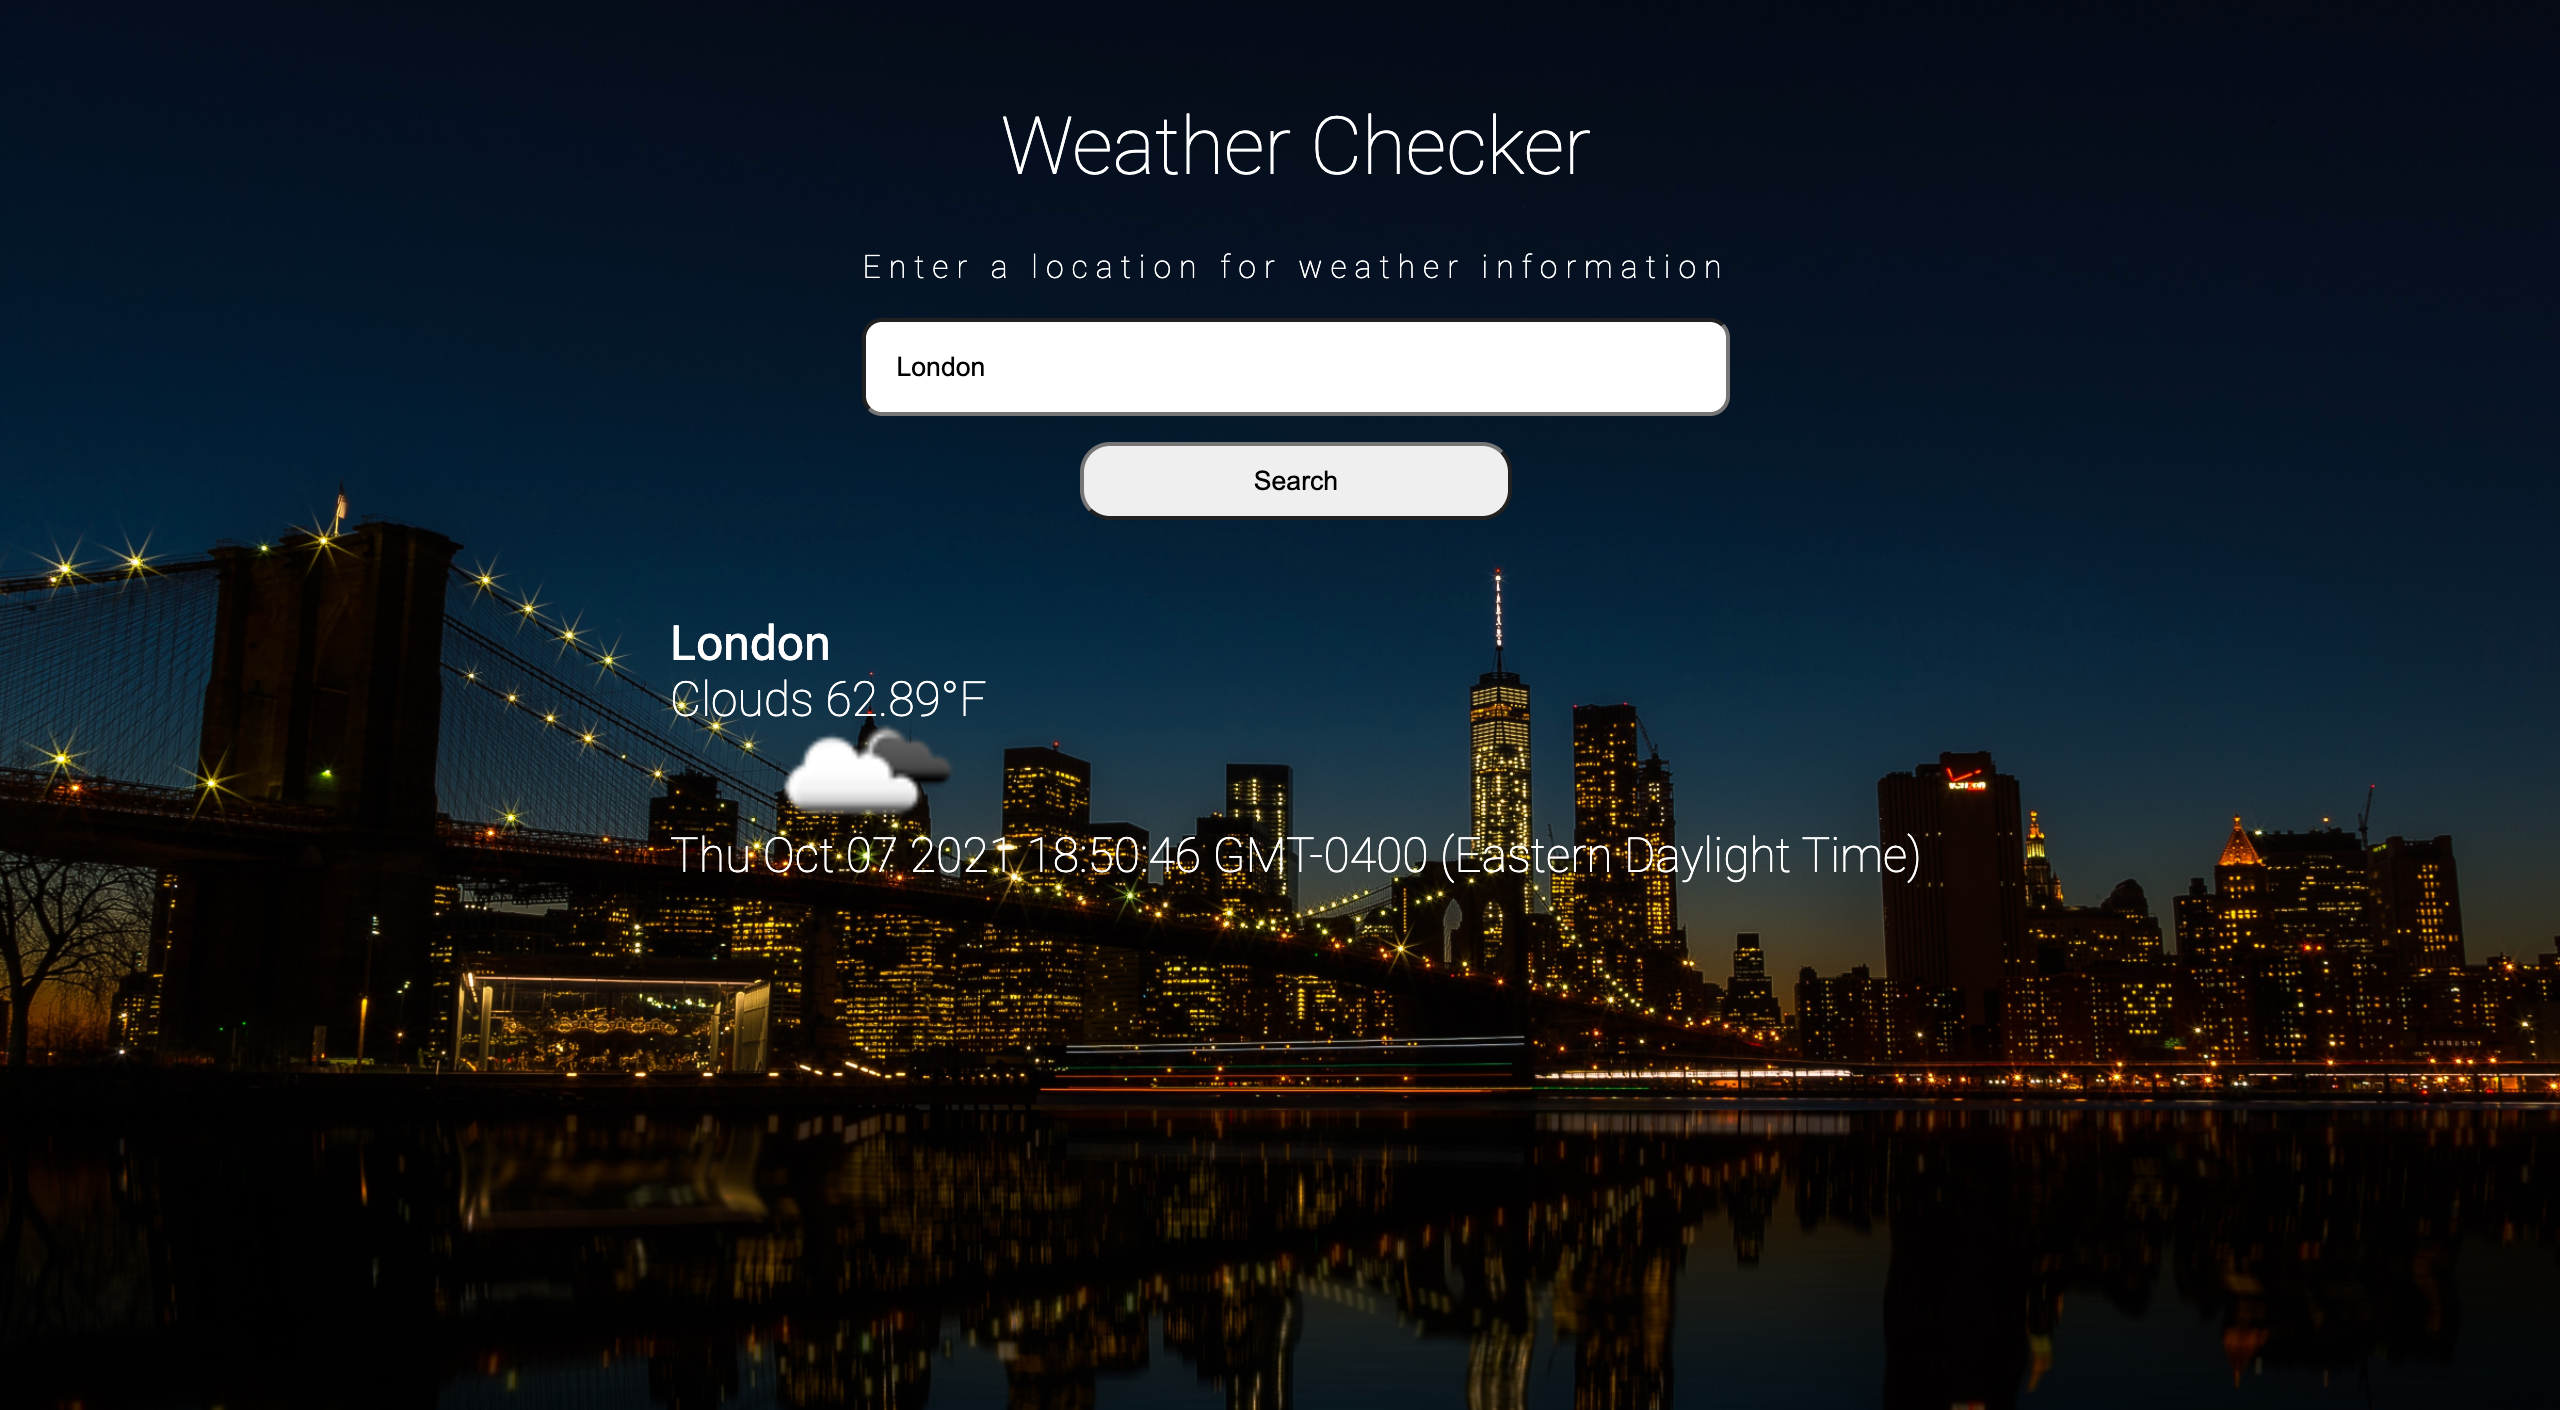 Weather Checker
Enter a location for weather information
London
Search
London
Clouds 62.89°F
Thu Oct 07 2021 18:50:46 GMT-0400 (Eastern Daylight Time)
verizon